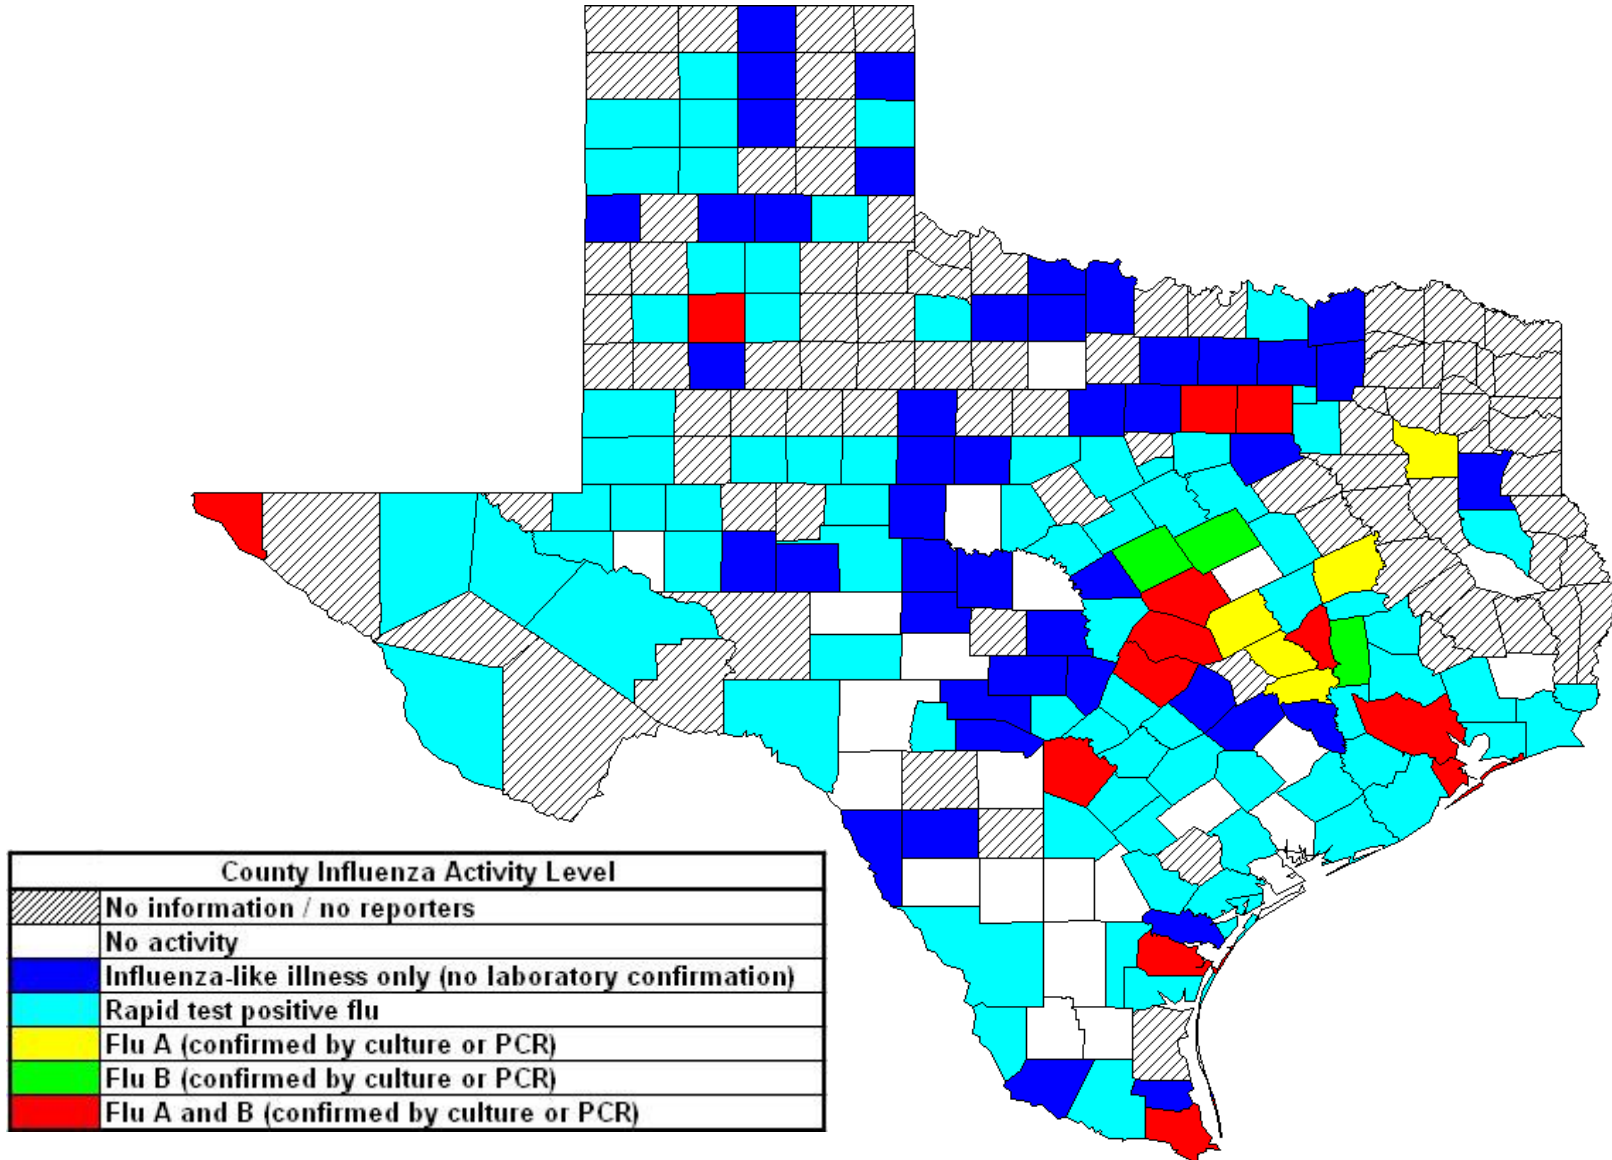 County Influenza Activity Level
No information / no reporters
No activity
Influenza-like illness only (no laboratory confirmation)
Rapid test positive flu
Flu A (confirmed by culture or PCR)
Flu B (confirmed by culture or PCR)
Flu A and B (confirmed by culture or PCR)